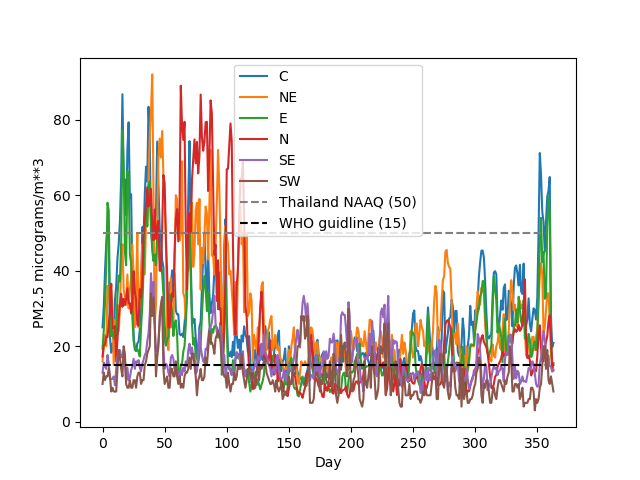 C
NE
E
N
SE
SW
Thailand NAAQ (50)
WHO guidline (15)
PM2.5 micrograms/m**3
80
60
40
20
0
0 50 100 150 200 250 300 350
Day